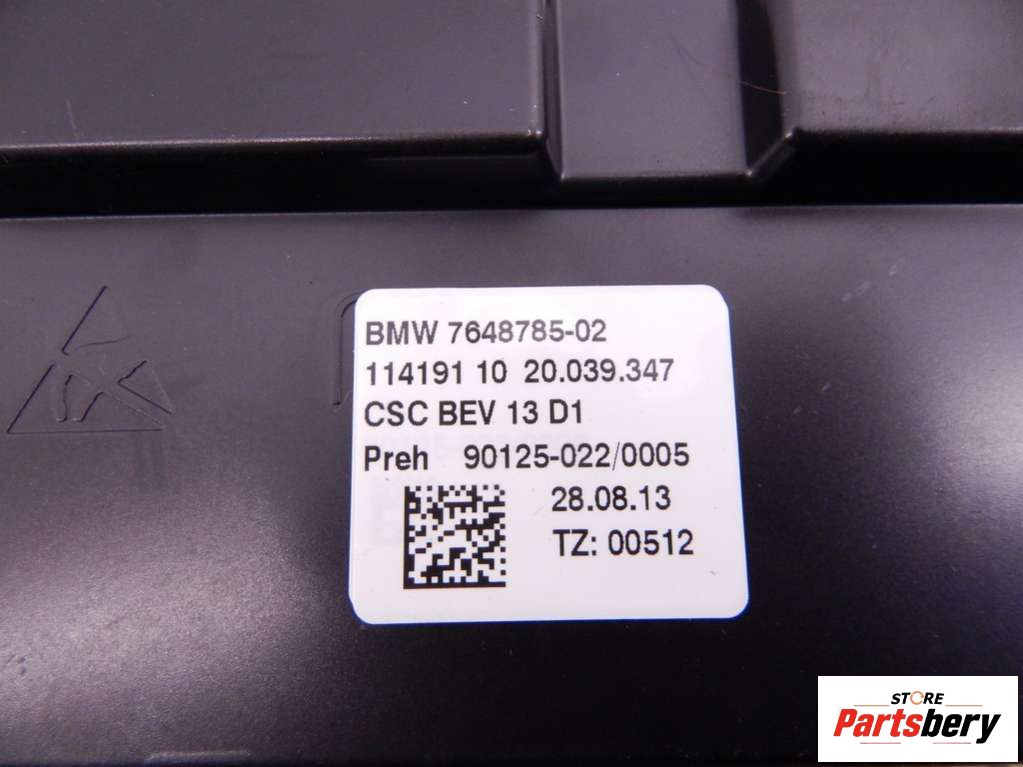 BMW 7648785-02
114191 10 20.039.347
CSC BEV 13 D1
Preh 90125-022/0005
28.08.13
TZ: 00512
STORE
Partsbery